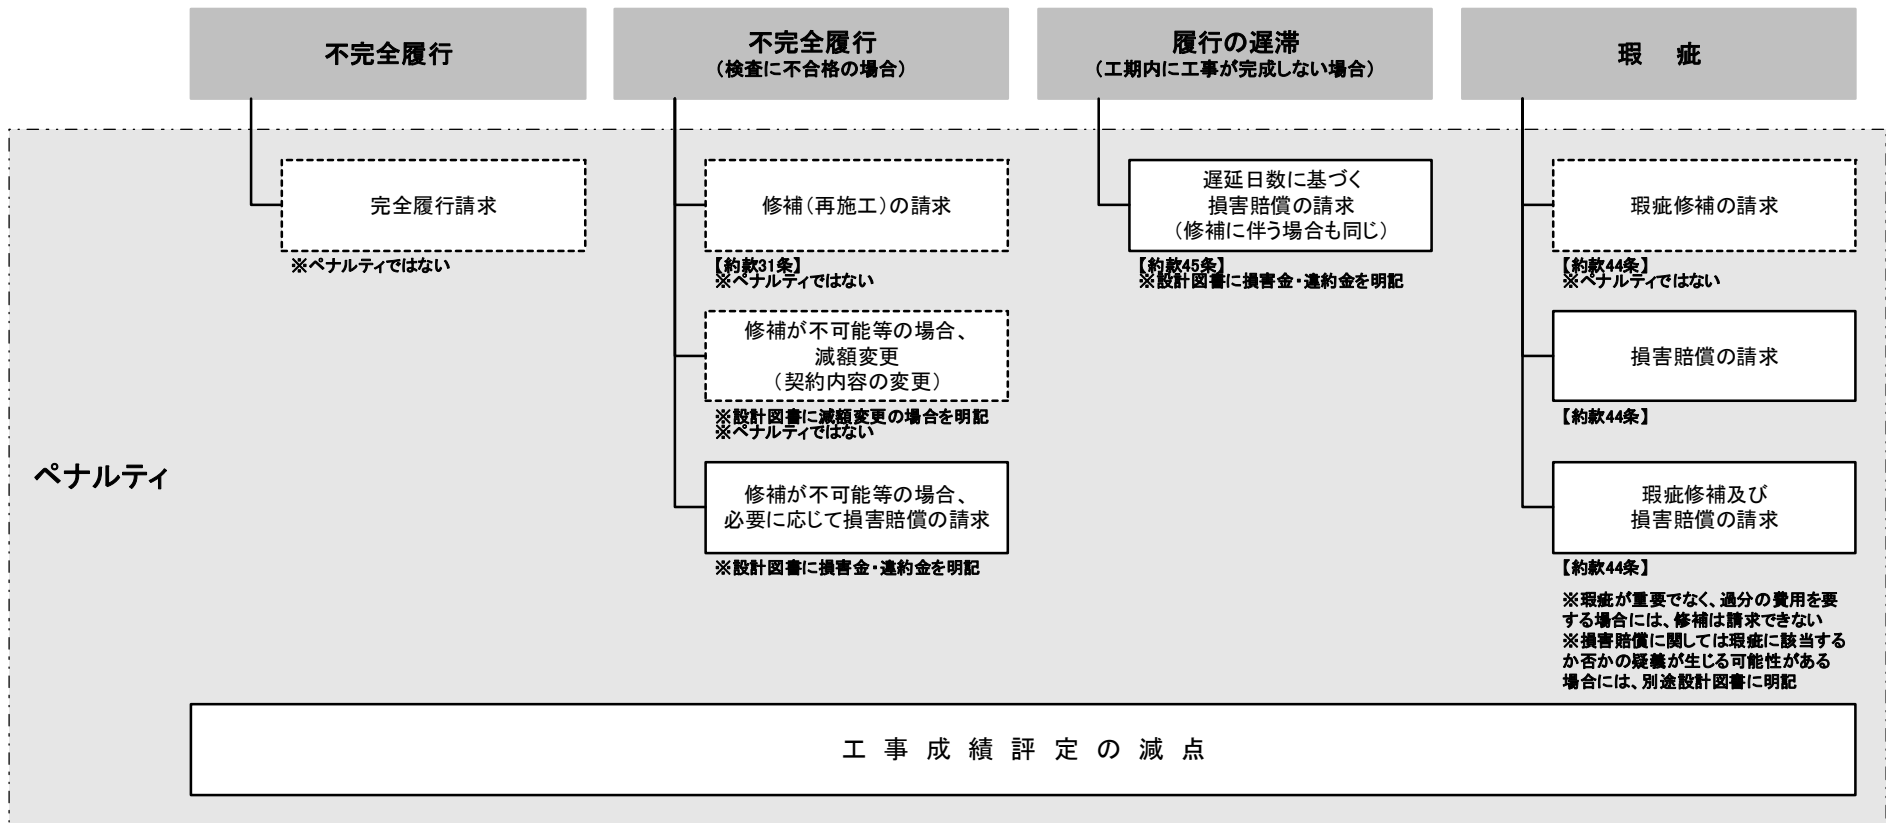 不完全履行
不完全履行
（検査に不合格の場合）
履行の遅滞
（工期内に工事が完成しない場合）
瑕　疵
ペナルティ
完全履行請求
※ペナルティではない
修補（再施工）の請求
【約款31条】
※ペナルティではない
修補が不可能等の場合、
減額変更
（契約内容の変更）
※設計図書に減額変更の場合を明記
※ペナルティではない
修補が不可能等の場合、
必要に応じて損害賠償の請求
※設計図書に損害金・違約金を明記
遅延日数に基づく
損害賠償の請求
（修補に伴う場合も同じ）
【約款45条】
※設計図書に損害金・違約金を明記
瑕疵修補の請求
【約款44条】
※ペナルティではない
損害賠償の請求
【約款44条】
瑕疵修補及び
損害賠償の請求
【約款44条】
※瑕疵が重要でなく、過分の費用を要
する場合には、修補は請求できない
※損害賠償に関しては瑕疵に該当する
か否かの疑義が生じる可能性がある
場合には、別途設計図書に明記
工 事 成 績 評 定 の 減 点